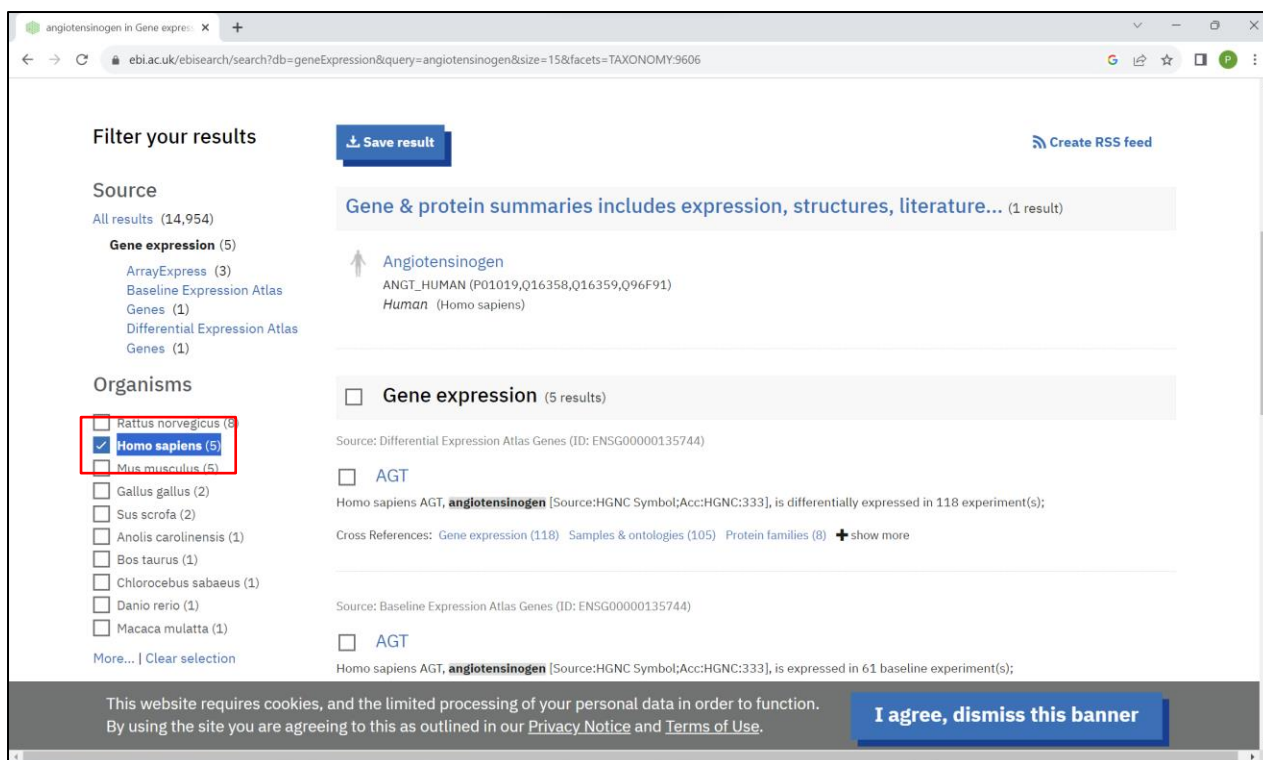 angiotensinogen in Gene express
ebi.ac.uk/ebisearch/search?db=geneExpression&query=angiotensinogen&size=15&facets=TAXONOMY:9606
G
P
Filter your results
Source
All results (14,954)
Gene expression (5)
ArrayExpress (3)
Baseline Expression Atlas
Genes (1)
Differential Expression Atlas
Genes (1)
Organisms
Rattus norvegicus (8)
Homo sapiens (5)
Mus musculus (5)
Gallus gallus (2)
Sus scrofa (2)
Anolis carolinensis (1)
Bos taurus (1)
Chlorocebus sabaeus (1)
Danio rerio (1)
Macaca mulatta (1)
More... | Clear selection
Save result
Create RSS feed
Gene & protein summaries includes expression, structures, literature... (1 result)
Angiotensinogen
ANGT_HUMAN (P01019,Q16358,Q16359,Q96F91)
Human (Homo sapiens)
Gene expression (5 results)
Source: Differential Expression Atlas Genes (ID: ENSG00000135744)
AGT
Homo sapiens AGT, angiotensinogen [Source:HGNC Symbol;Acc:HGNC:333], is differentially expressed in 118 experiment(s);
Cross References: Gene expression (118) Samples & ontologies (105) Protein families (8) show more
Source: Baseline Expression Atlas Genes (ID: ENSG00000135744)
AGT
Homo sapiens AGT, angiotensinogen [Source:HGNC Symbol;Acc:HGNC:333], is expressed in 61 baseline experiment(s);
This website requires cookies, and the limited processing of your personal data in order to function.
By using the site you are agreeing to this as outlined in our Privacy Notice and Terms of Use.
I agree, dismiss this banner